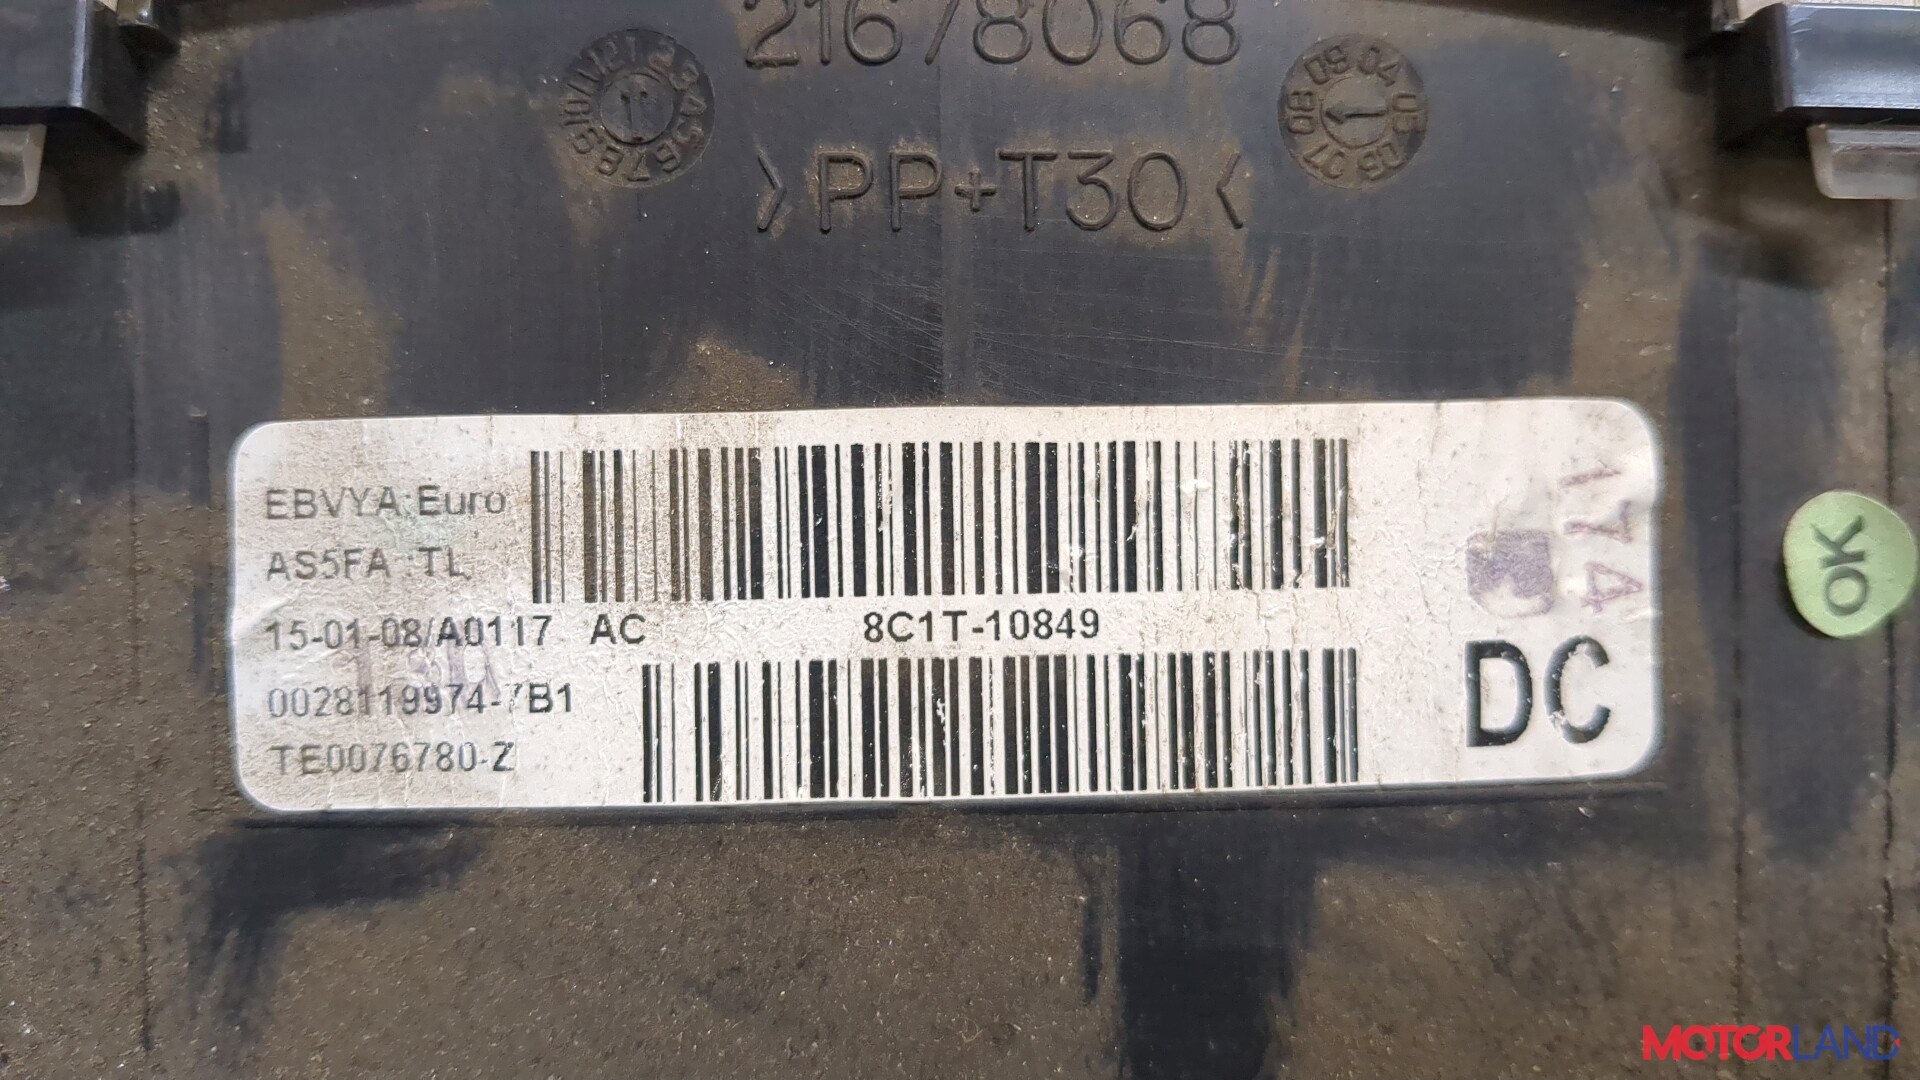 21678068
>PP+T30<
EBVYA:Euro
AS5FA :TL
15-01-08/A0117 AC
8C1T-10849
0028119974-7B1
TE0076780-Z
DC
174
OK
MOTORLAND